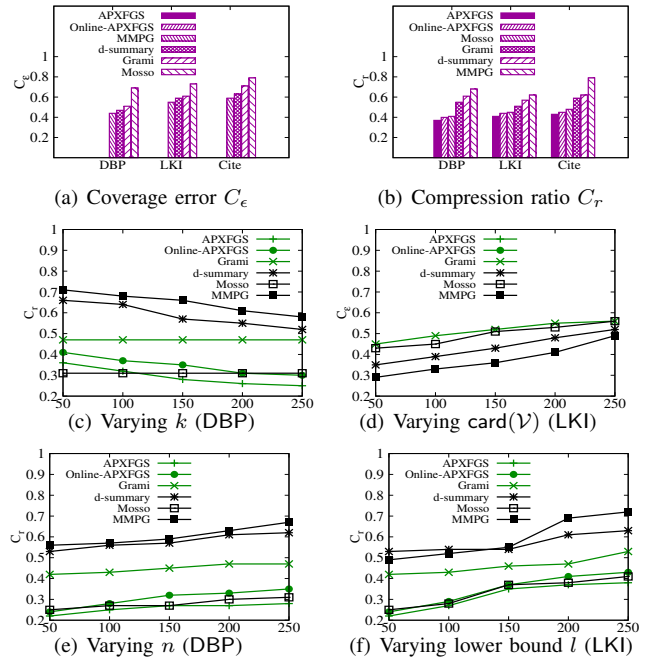 APXFGS
Online-APXFGS
MMPG
d-summary
Grami
Mosso
C_ε
1
0.8
0.6
0.4
0.2
DBP LKI Cite
(a) Coverage error C_ϵ
APXFGS
Online-APXFGS
Mosso
Grami
d-summary
MMPG
C_r
1
0.8
0.6
0.4
0.2
DBP LKI Cite
(b) Compression ratio C_r
APXFGS
Online-APXFGS
Grami
d-summary
Mosso
MMPG
C_r
1
0.9
0.8
0.7
0.6
0.5
0.4
0.3
0.2
50 100 150 200 250
(c) Varying k (DBP)
APXFGS
Online-APXFGS
Grami
d-summary
Mosso
MMPG
C_ε
1
0.9
0.8
0.7
0.6
0.5
0.4
0.3
0.2
50 100 150 200 250
(d) Varying card(𝒱) (LKI)
APXFGS
Online-APXFGS
Grami
d-summary
Mosso
MMPG
C_r
1
0.9
0.8
0.7
0.6
0.5
0.4
0.3
0.2
50 100 150 200 250
(e) Varying n (DBP)
APXFGS
Online-APXFGS
Grami
d-summary
Mosso
MMPG
C_r
1
0.9
0.8
0.7
0.6
0.5
0.4
0.3
0.2
50 100 150 200 250
(f) Varying lower bound l (LKI)